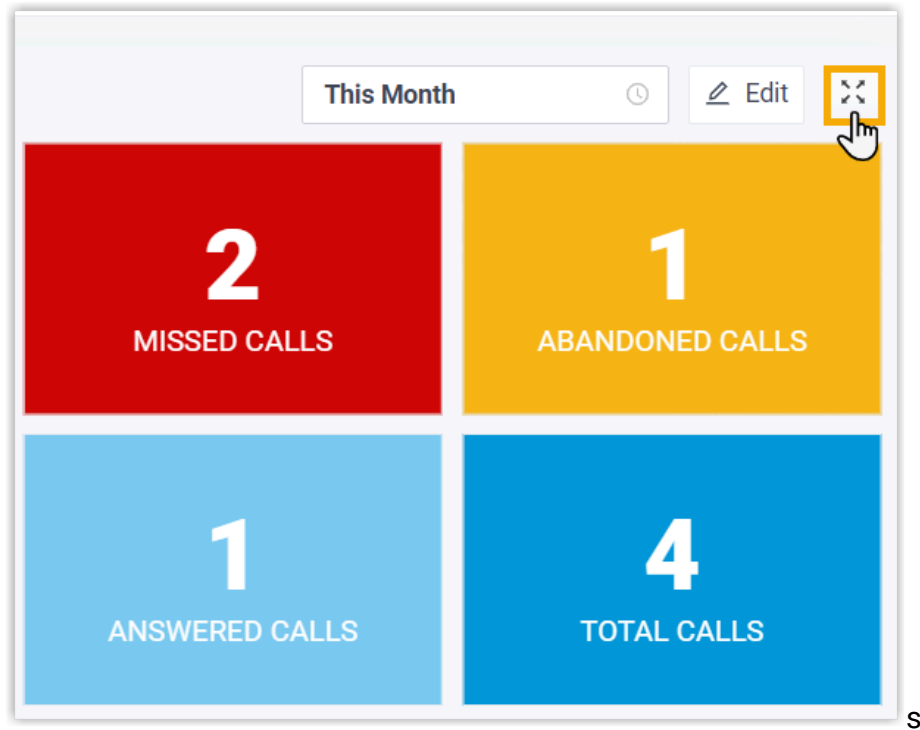 This Month
Edit
2
MISSED CALLS
1
ABANDONED CALLS
1
ANSWERED CALLS
4
TOTAL CALLS
s